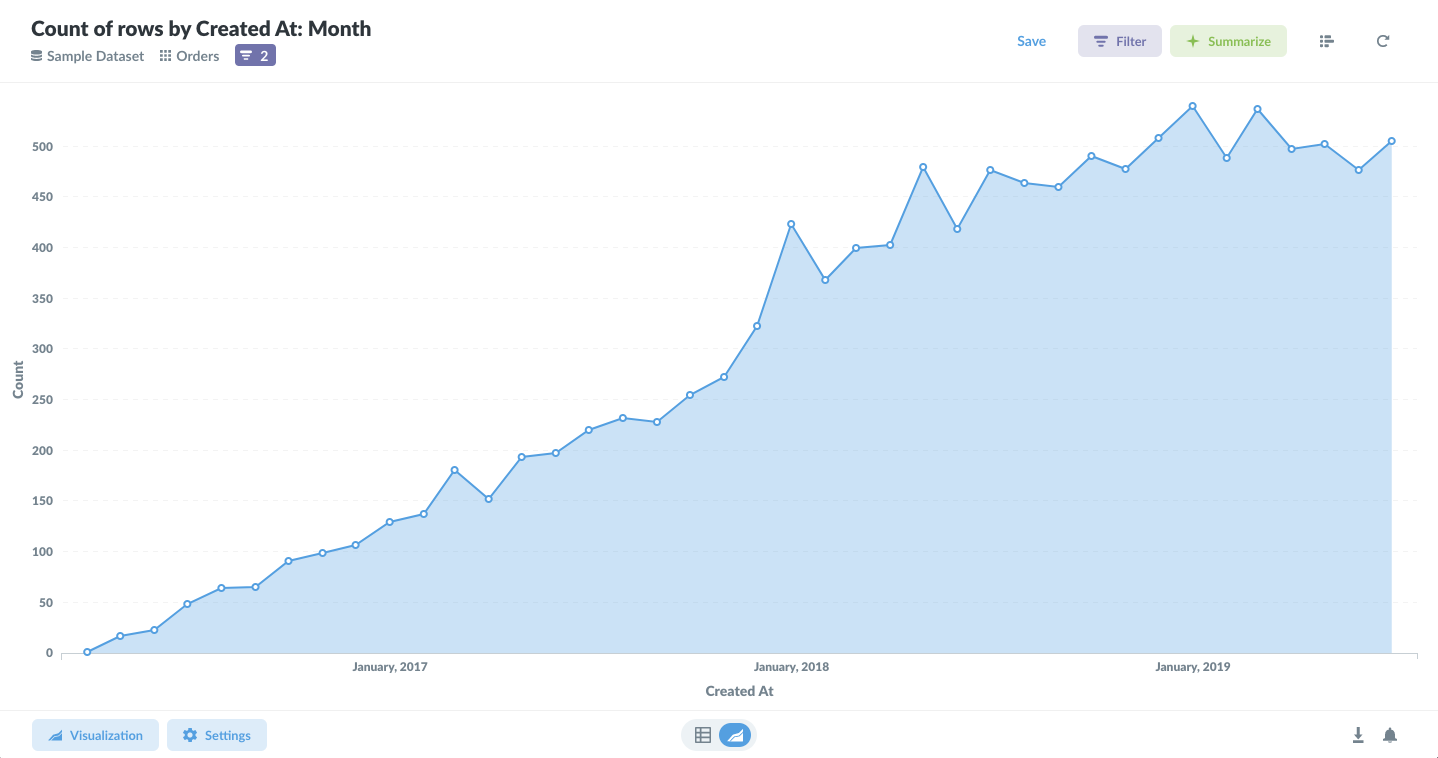 Count of rows by Created At: Month
Sample Dataset Orders 2
Save Filter Summarize
500
450
400
350
300
250
200
150
100
50
0
Count
January, 2017 January, 2018 January, 2019
Created At
Visualization Settings